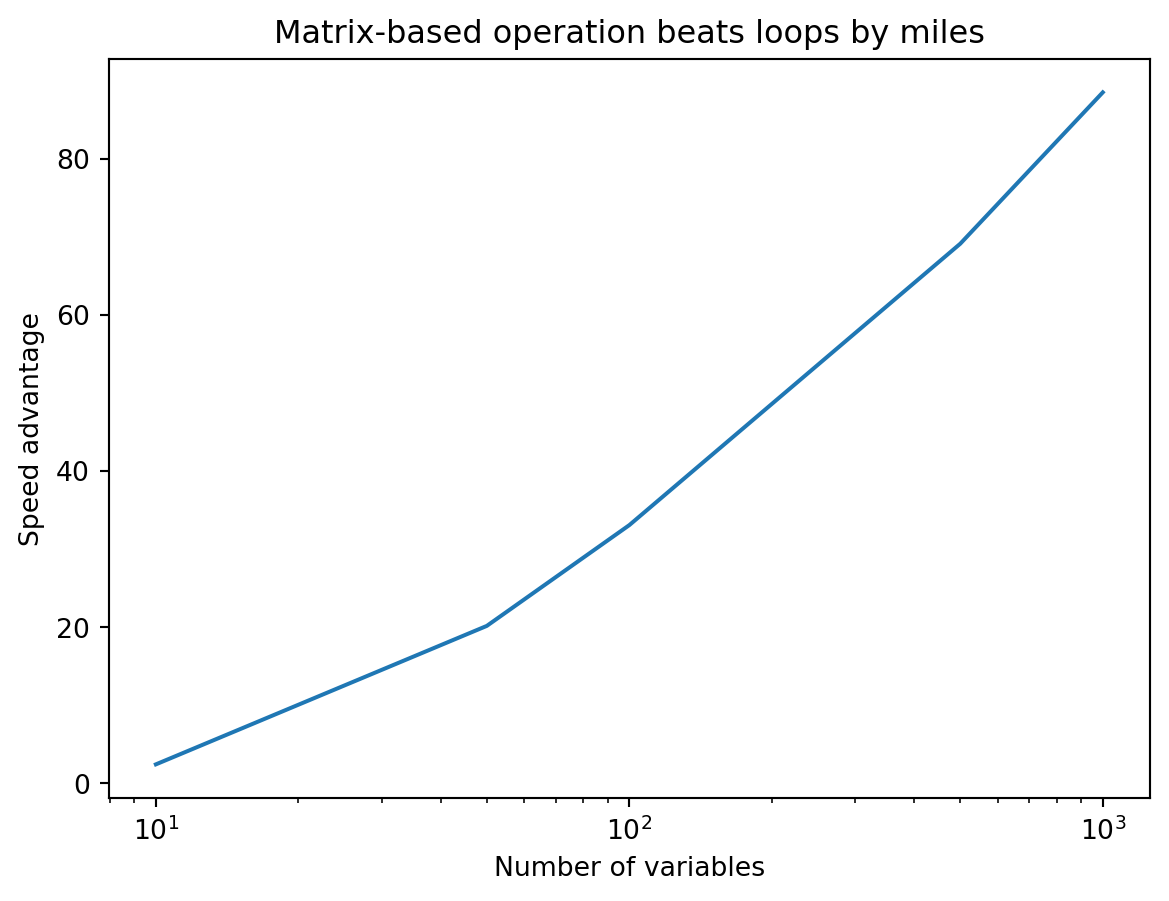 Matrix-based operation beats loops by miles
80
60
40
20
0
Speed advantage
10¹ 10² 10³
Number of variables